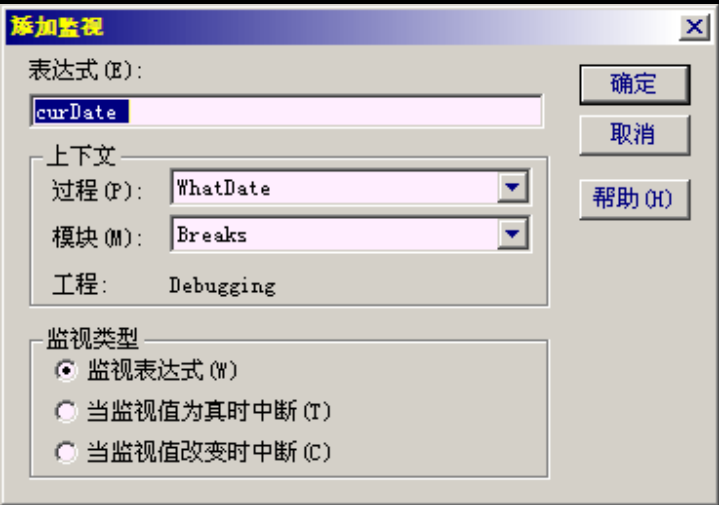 添加监视
表达式(E):
curDate
确定
取消
帮助(H)
上下文
过程(P): WhatDate
模块(M): Breaks
工程: Debugging
监视类型
监视表达式(W)
当监视值为真时中断(T)
当监视值改变时中断(C)